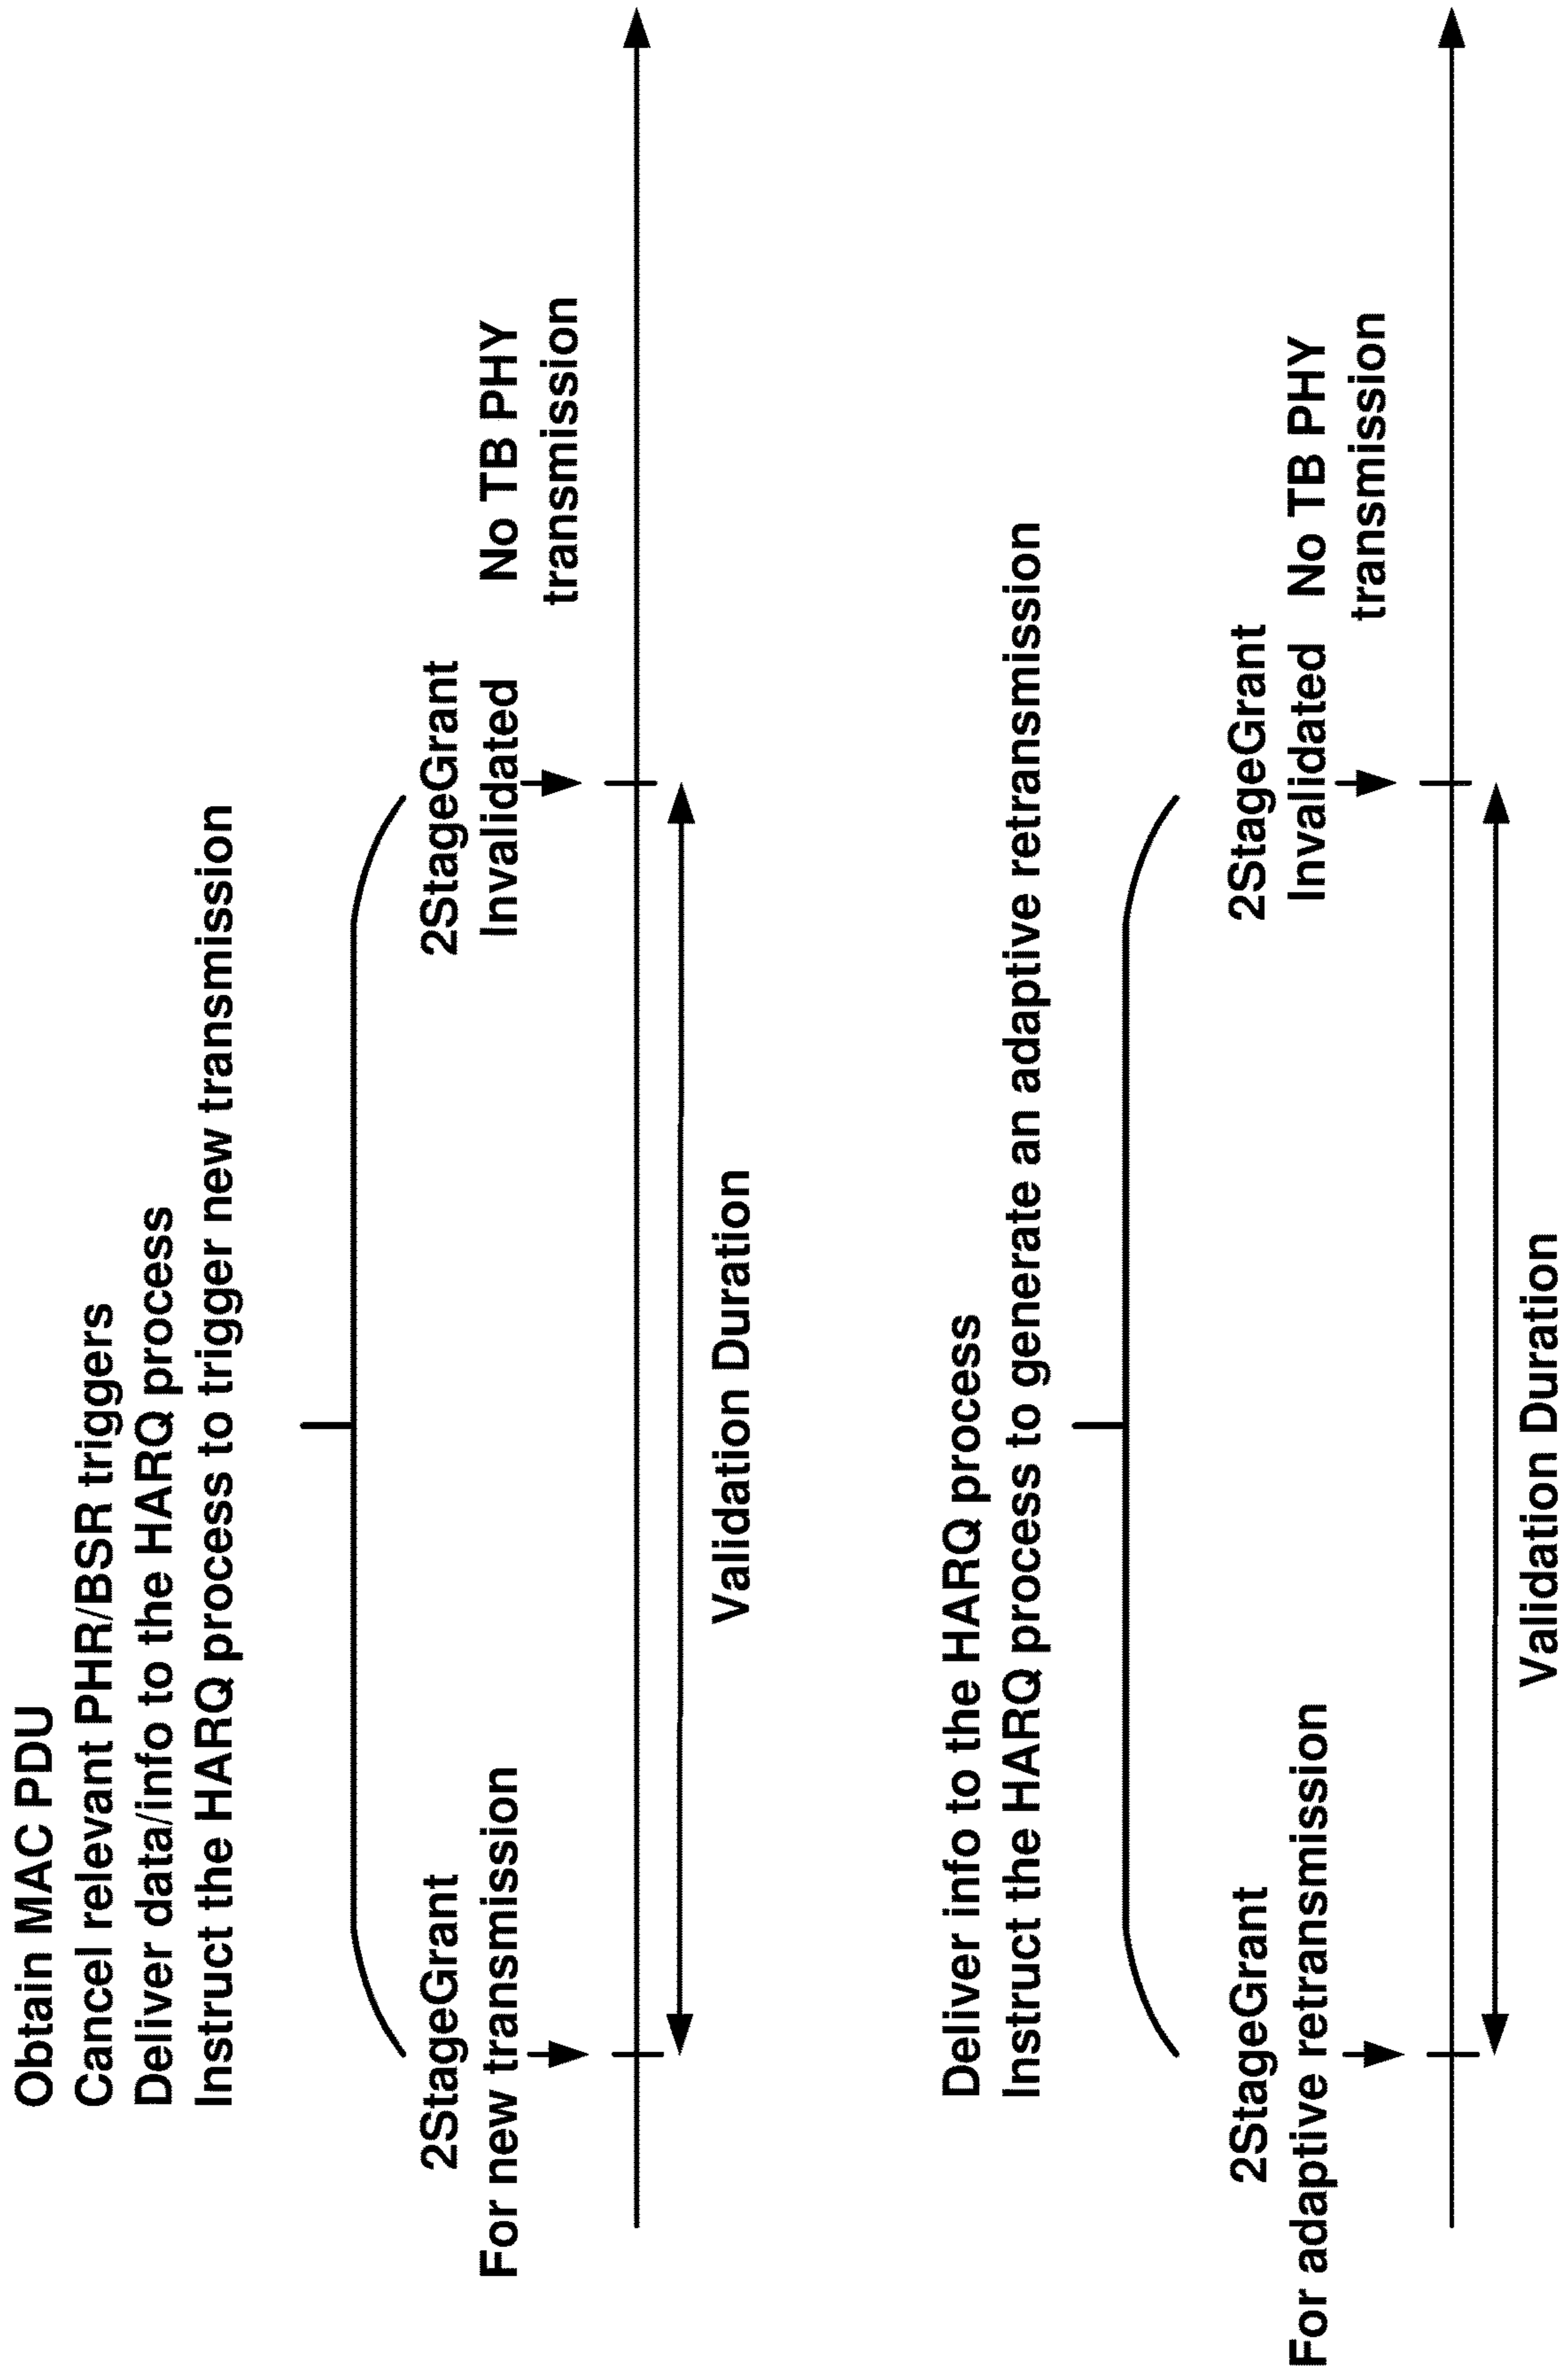 Obtain MAC PDU
Cancel relevant PHR/BSR triggers
Deliver data/info to the HARQ process
Instruct the HARQ process to trigger new transmission
2StageGrant
For new transmission
2StageGrant
Invalidated
No TB PHY
transmission
Validation Duration
Deliver info to the HARQ process
Instruct the HARQ process to generate an adaptive retransmission
2StageGrant
For adaptive retransmission
2StageGrant
Invalidated
No TB PHY
transmission
Validation Duration